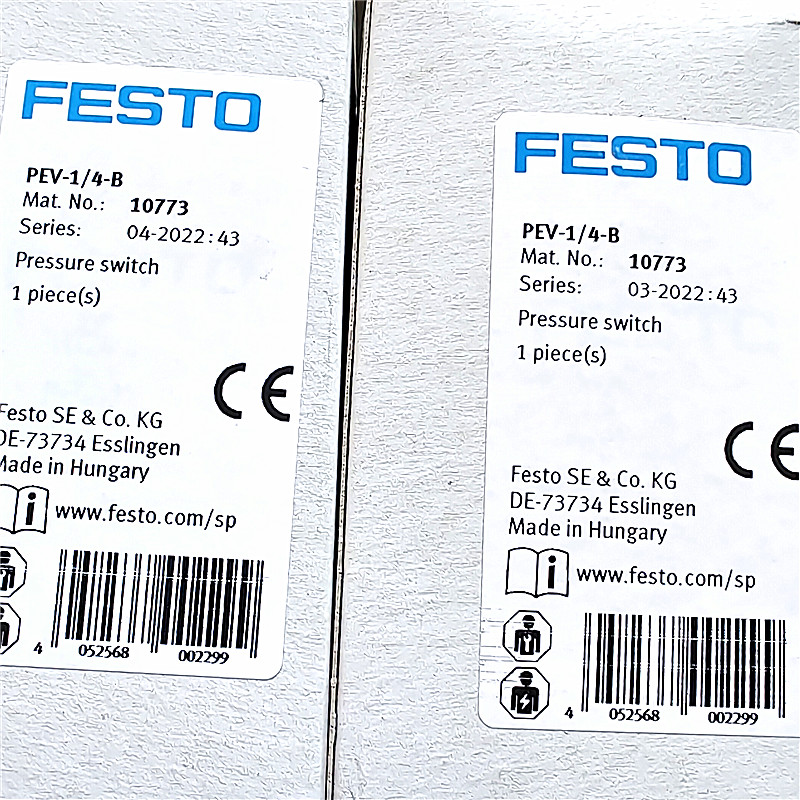 FESTO
PEV-1/4-B
Mat. No.: 10773
Series: 04-2022:43
Pressure switch
1 piece(s)
CE
Festo SE & Co. KG
DE-73734 Esslingen
Made in Hungary
i www.festo.com/sp
4 052568 002299
FESTO
PEV-1/4-B
Mat. No.: 10773
Series: 03-2022:43
Pressure switch
1 piece(s)
CE
Festo SE & Co. KG
DE-73734 Esslingen
Made in Hungary
i www.festo.com/sp
4 052568 002299